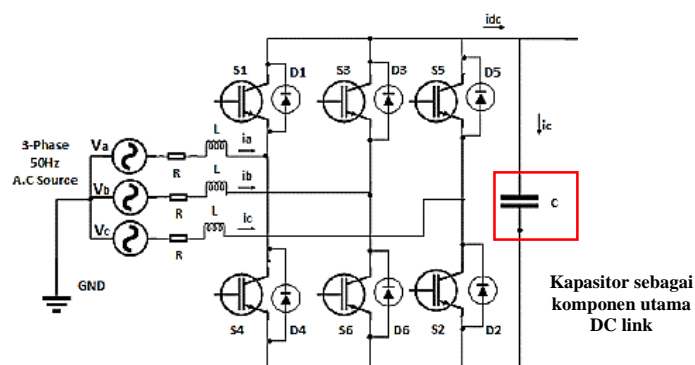 idc
S1
D1
S3
D3
S5
D5
3-Phase
50Hz
A.C Source
Va
R
L
ia
ic
Vb
R
L
ib
C
Vc
R
L
ic
GND
S4
D4
S6
D6
S2
D2
Kapasitor sebagai
komponen utama
DC link